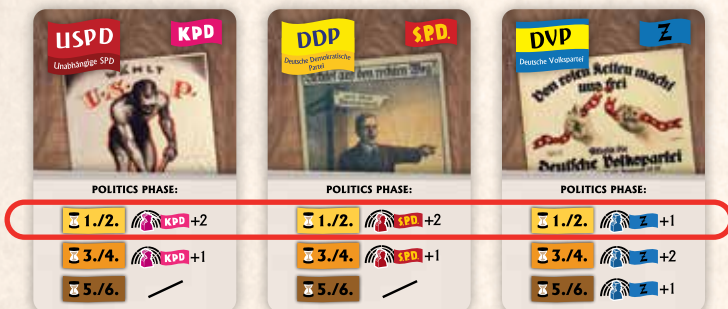 USPD
Unabhängige SPD
KPD
WÄHLT
U.S.P.
POLITICS PHASE:
1./2. KPD +2
3./4. KPD +1
5./6.
DDP
Deutsche Demokratische
Partei
S.P.D.
POLITICS PHASE:
1./2. S.P.D. +2
3./4. S.P.D. +1
5./6.
DVP
Deutsche Volkspartei
Z
Von roten Ketten macht
uns frei
Deutsche Volkspartei
POLITICS PHASE:
1./2. Z +1
3./4. Z +2
5./6. Z +1